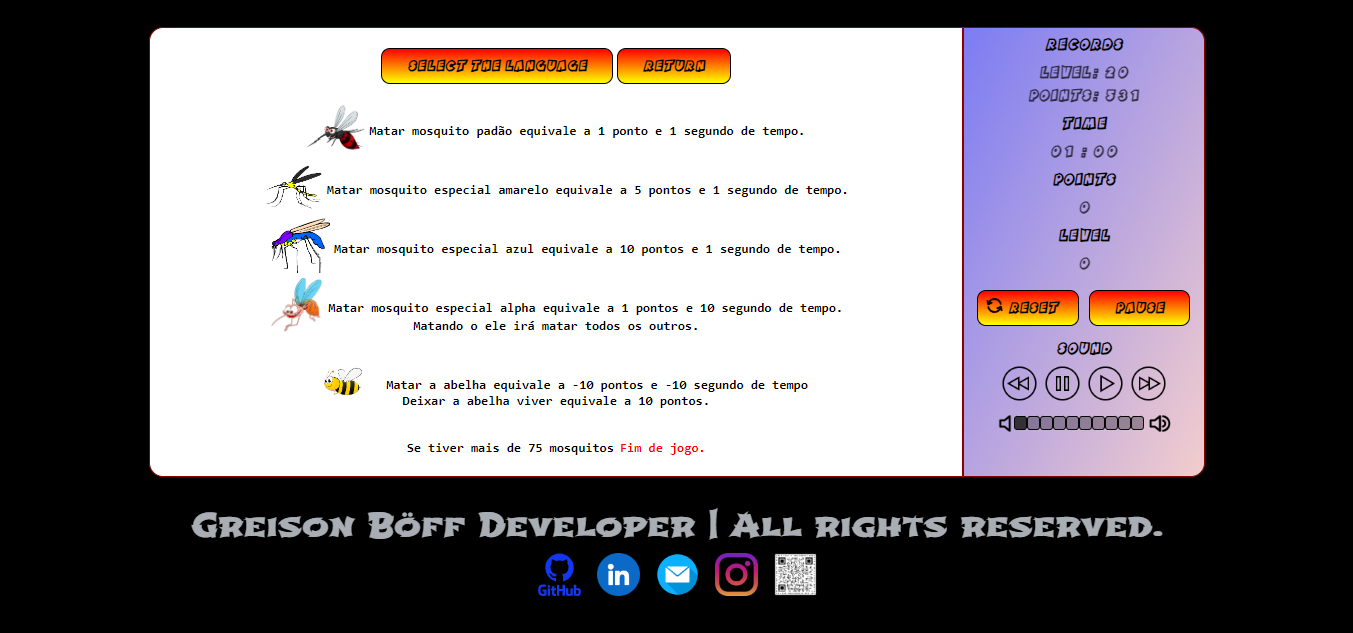 SELECT THE LANGUAGE
RETURN
Matar mosquito padão equivale a 1 ponto e 1 segundo de tempo.
Matar mosquito especial amarelo equivale a 5 pontos e 1 segundo de tempo.
Matar mosquito especial azul equivale a 10 pontos e 1 segundo de tempo.
Matar mosquito especial alpha equivale a 1 pontos e 10 segundo de tempo.
Matando o ele irá matar todos os outros.
Matar a abelha equivale a -10 pontos e -10 segundo de tempo
Deixar a abelha viver equivale a 10 pontos.
Se tiver mais de 75 mosquitos Fim de jogo.
RECORDS
LEVEL: 20
POINTS: 531
TIME
01:00
POINTS
0
LEVEL
0
RESET
PAUSE
SOUND
Greison Böff Developer | All rights reserved.
GitHub
in